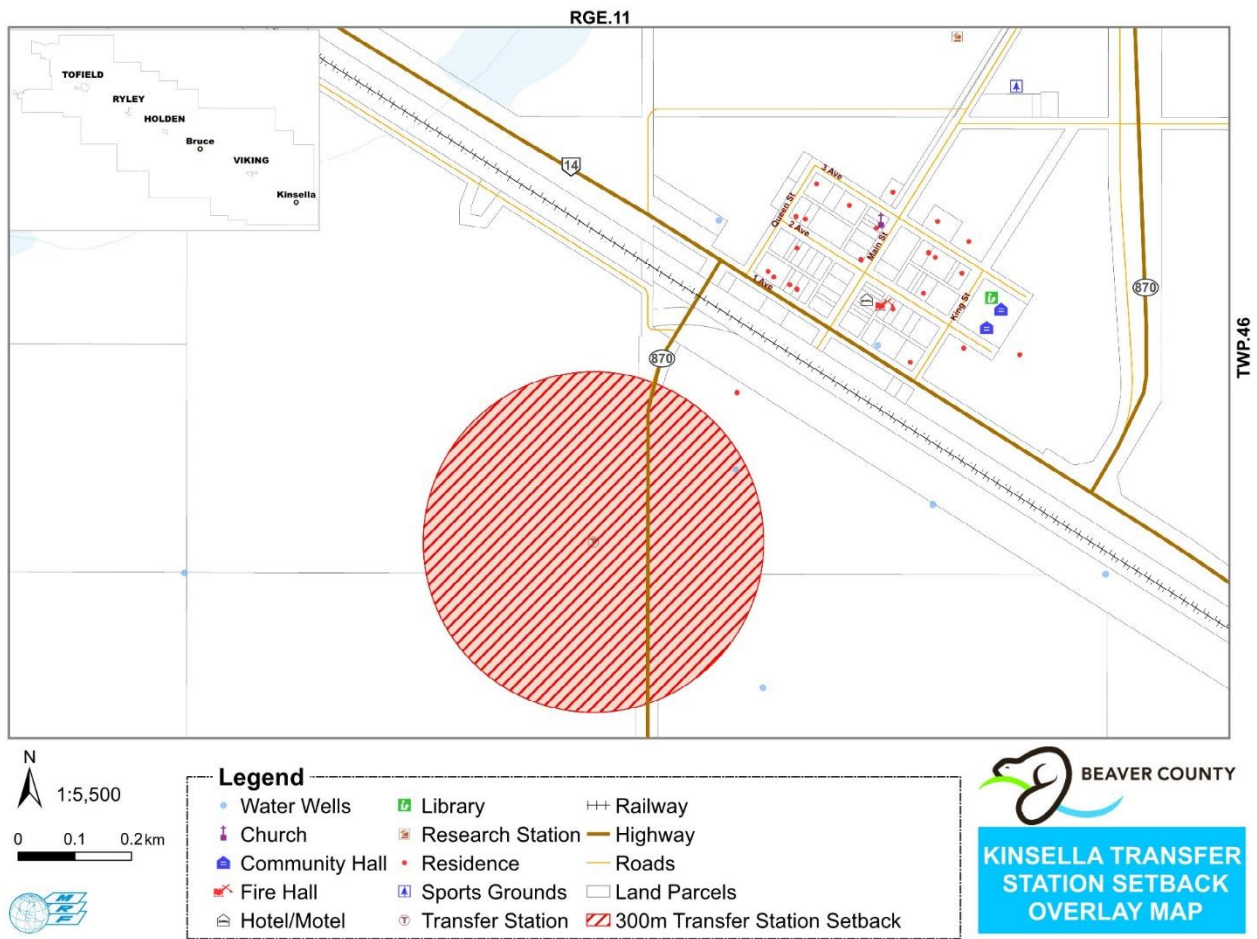 RGE.11
TOFIELD
RYLEY
HOLDEN
Bruce
VIKING
Kinsella
14
3 Ave
Queen St
2 Ave
Main St
1 Ave
King St
870
870
TWP.46
T
N
1:5,500
0 0.1 0.2 km
MRF
Legend
Water Wells
Church
Community Hall
Fire Hall
Hotel/Motel
Library
Research Station
Residence
Sports Grounds
T Transfer Station
Railway
Highway
Roads
Land Parcels
300m Transfer Station Setback
BEAVER COUNTY
KINSELLA TRANSFER
STATION SETBACK
OVERLAY MAP